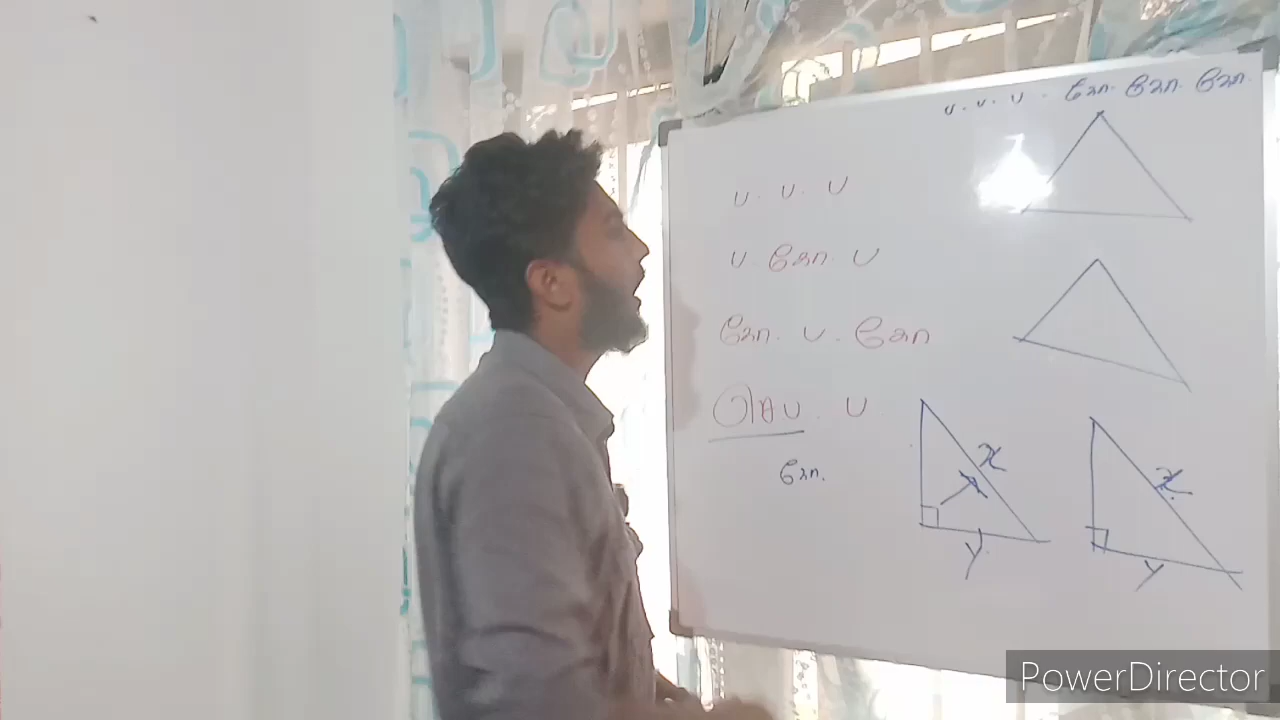 ப. ப. ப. கோ. கோ. கோ.
ப. ப. ப
ப கோ. ப
கோ. ப. கோ
செப ப
கோ.
x
y
x
y
PowerDirector